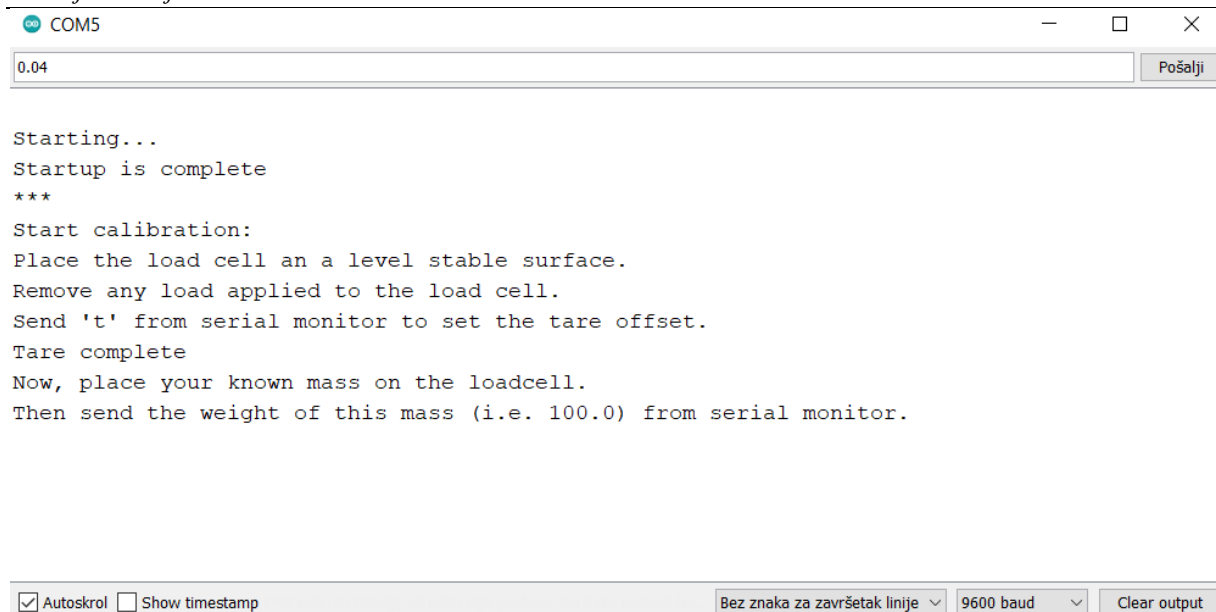 COM5
0.04
Pošalji
Starting...
Startup is complete
***
Start calibration:
Place the load cell an a level stable surface.
Remove any load applied to the load cell.
Send 't' from serial monitor to set the tare offset.
Tare complete
Now, place your known mass on the loadcell.
Then send the weight of this mass (i.e. 100.0) from serial monitor.
Autoskrol Show timestamp Bez znaka za završetak linije 9600 baud Clear output